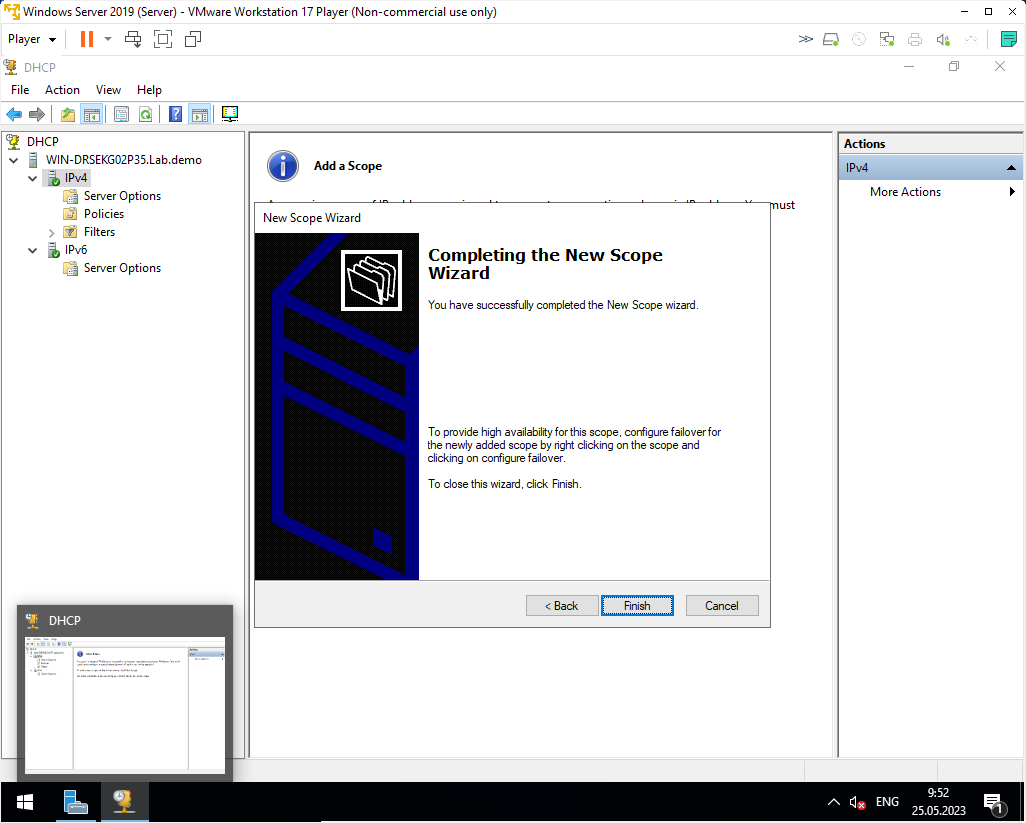 Windows Server 2019 (Server) - VMware Workstation 17 Player (Non-commercial use only)
Player
DHCP
File Action View Help
DHCP
WIN-DRSEKG02P35.Lab.demo
IPv4
Server Options
Policies
Filters
IPv6
Server Options
Add a Scope
must
New Scope Wizard
Completing the New Scope
Wizard
You have successfully completed the New Scope wizard.
To provide high availability for this scope, configure failover for
the newly added scope by right clicking on the scope and
clicking on configure failover.
To close this wizard, click Finish.
< Back
Finish
Cancel
Actions
IPv4
More Actions
DHCP
ENG
9:52
25.05.2023
1